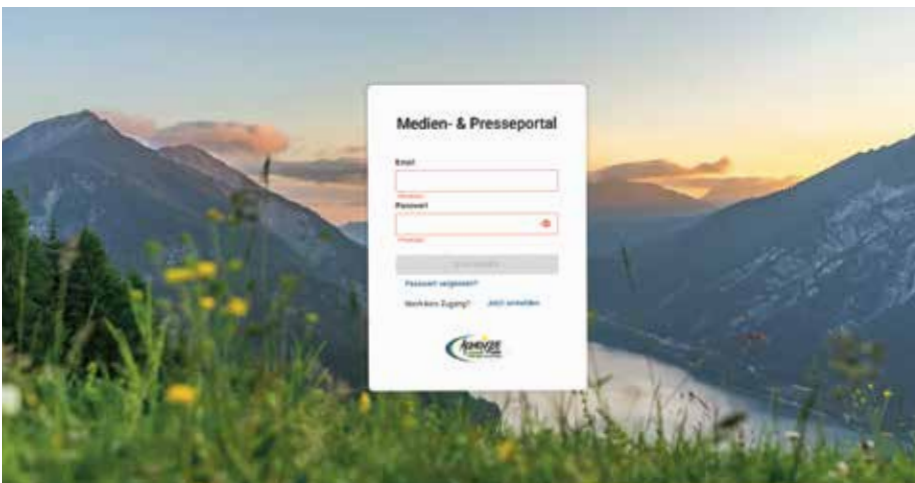 Medien- & Presseportal
Email
Passwort
Passwort vergessen?
Noch kein Zugang? Jetzt anmelden